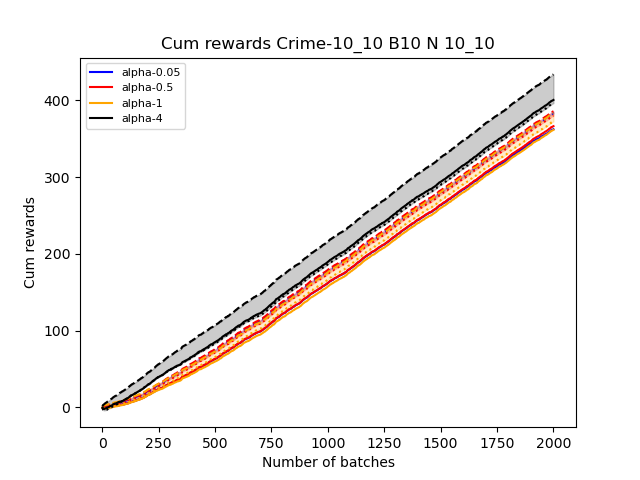 Cum rewards Crime-10_10 B10 N 10_10
alpha-0.05
alpha-0.5
alpha-1
alpha-4
Cum rewards
400
300
200
100
0
0 250 500 750 1000 1250 1500 1750 2000
Number of batches